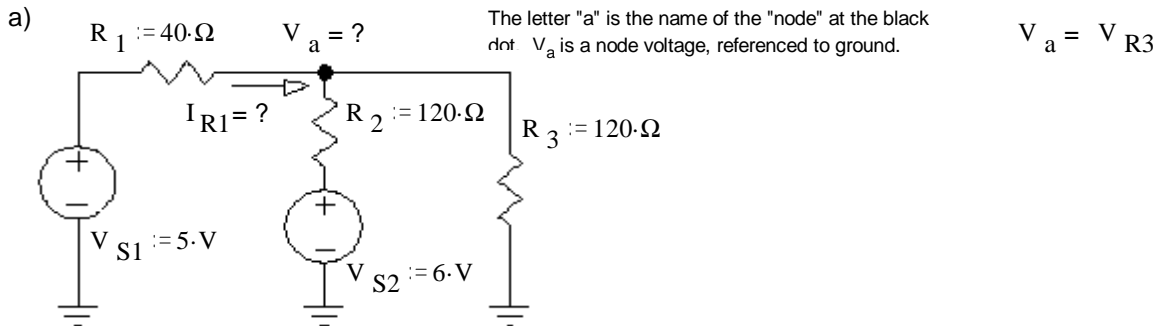 a)
R 1 := 40·Ω
V a = ?
The letter "a" is the name of the "node" at the black
dot. V a is a node voltage, referenced to ground.
V a = V R3
I R1 = ?
R 2 := 120·Ω
R 3 := 120·Ω
+
−
+
−
V S1 := 5·V
V S2 := 6·V